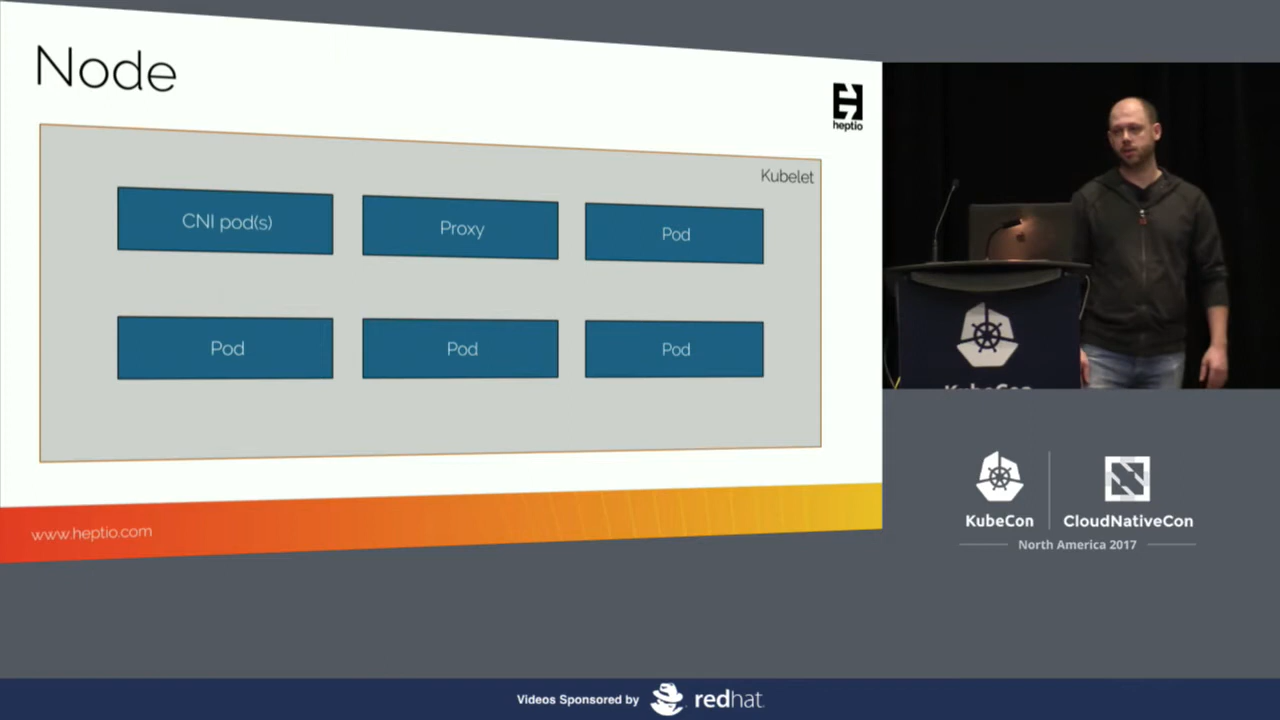 Node
heptio
Kubelet
CNI pod(s)
Proxy
Pod
Pod
Pod
Pod
www.heptio.com
KubeCon
KubeCon
CloudNativeCon
North America 2017
Videos Sponsored by
redhat.